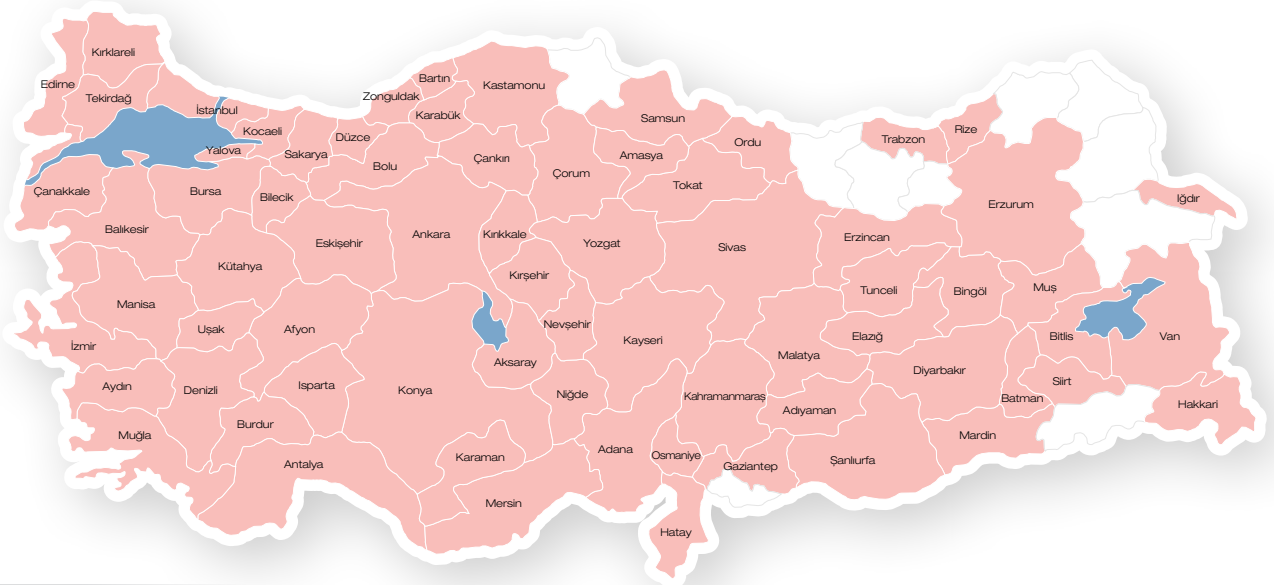 Kırklareli
Edirne
Tekirdağ
İstanbul
Kocaeli
Yalova
Sakarya
Düzce
Zonguldak
Bartın
Karabük
Kastamonu
Bolu
Çankırı
Çorum
Samsun
Amasya
Ordu
Tokat
Trabzon
Rize
Erzurum
Iğdır
Çanakkale
Bursa
Bilecik
Balıkesir
Kütahya
Eskişehir
Ankara
Kırıkkale
Yozgat
Sivas
Erzincan
Kırşehir
Tunceli
Bingöl
Muş
Manisa
Uşak
Afyon
Nevşehir
Kayseri
Elazığ
Bitlis
Van
İzmir
Aksaray
Malatya
Diyarbakır
Siirt
Aydın
Denizli
Isparta
Konya
Niğde
Kahramanmaraş
Adıyaman
Batman
Hakkari
Burdur
Muğla
Antalya
Karaman
Adana
Osmaniye
Gaziantep
Şanlıurfa
Mardin
Mersin
Hatay